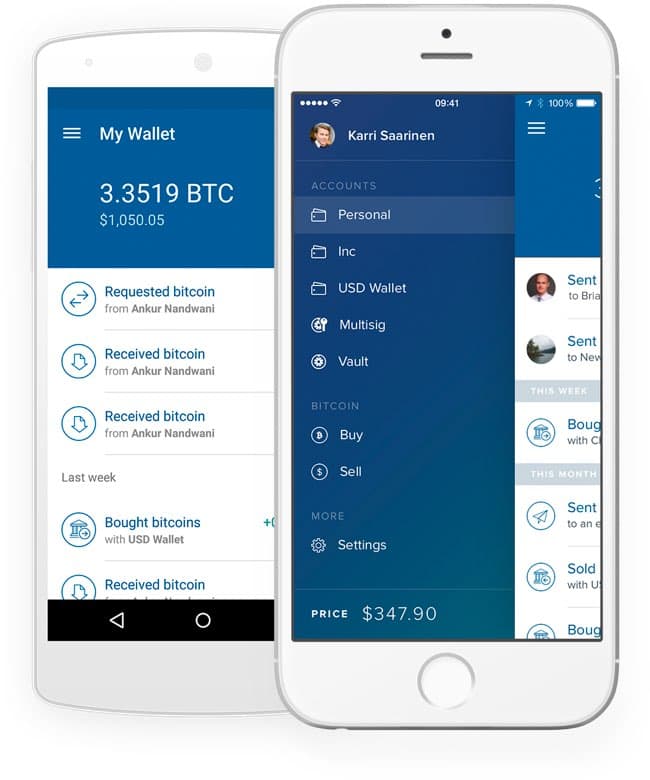 My Wallet
3.3519 BTC
$1,050.05
Requested bitcoin
from Ankur Nandwani
Received bitcoin
from Ankur Nandwani
Received bitcoin
from Ankur Nandwani
Last week
Bought bitcoins
with USD Wallet
Received bitcoin
09:41
100%
Karri Saarinen
ACCOUNTS
Personal
Inc
USD Wallet
Multisig
Vault
BITCOIN
Buy
Sell
MORE
Settings
PRICE $347.90
Sent
to Bria
Sent
to New
THIS WEEK
Boug
with C
THIS MONTH
Sent
to an e
Sold
with U
Boug